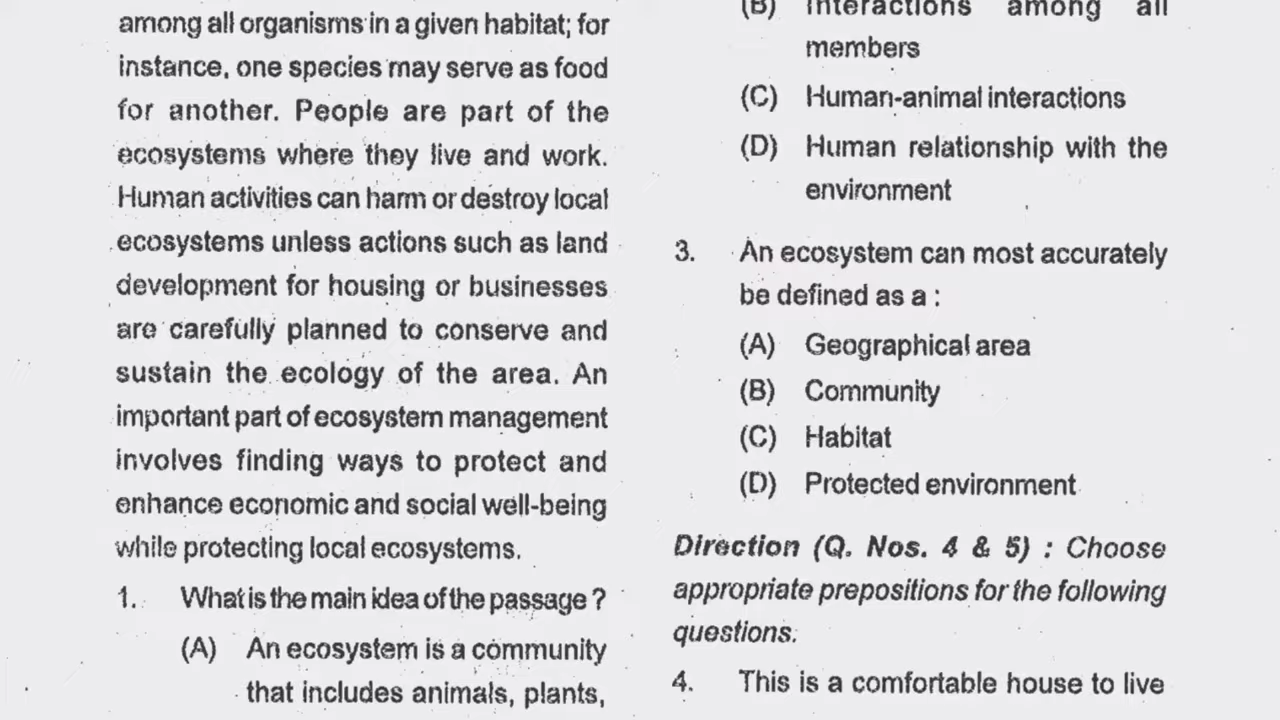 among all organisms in a given habitat; for
instance, one species may serve as food
for another. People are part of the
ecosystems where they live and work.
Human activities can harm or destroy local
ecosystems unless actions such as land
development for housing or businesses
are carefully planned to conserve and
sustain the ecology of the area. An
important part of ecosystem management
involves finding ways to protect and
enhance economic and social well-being
while protecting local ecosystems.
1. What is the main idea of the passage ?
(A) An ecosystem is a community
that includes animals, plants,
(B) Interactions among all
members
(C) Human-animal interactions
(D) Human relationship with the
environment
3. An ecosystem can most accurately
be defined as a :
(A) Geographical area
(B) Community
(C) Habitat
(D) Protected environment
Direction (Q. Nos. 4 & 5) : Choose
appropriate prepositions for the following
questions.
4. This is a comfortable house to live